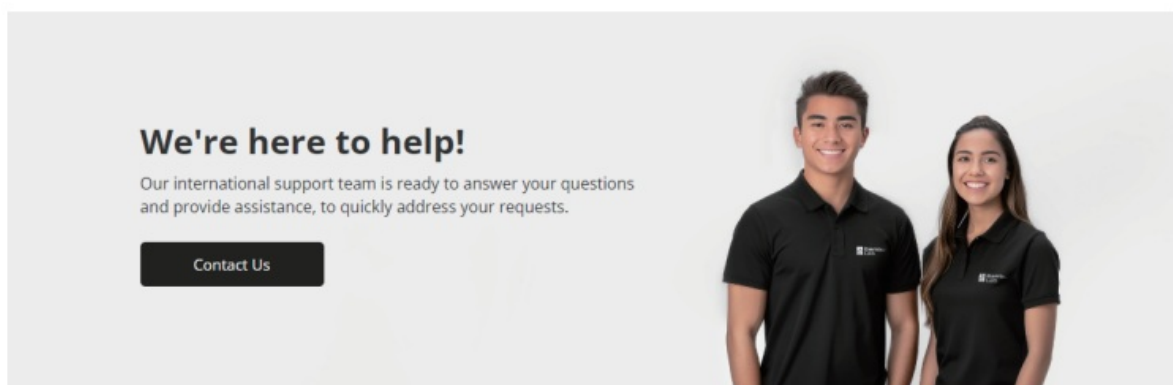 We're here to help!
Our international support team is ready to answer your questions
and provide assistance, to quickly address your requests.
Contact Us